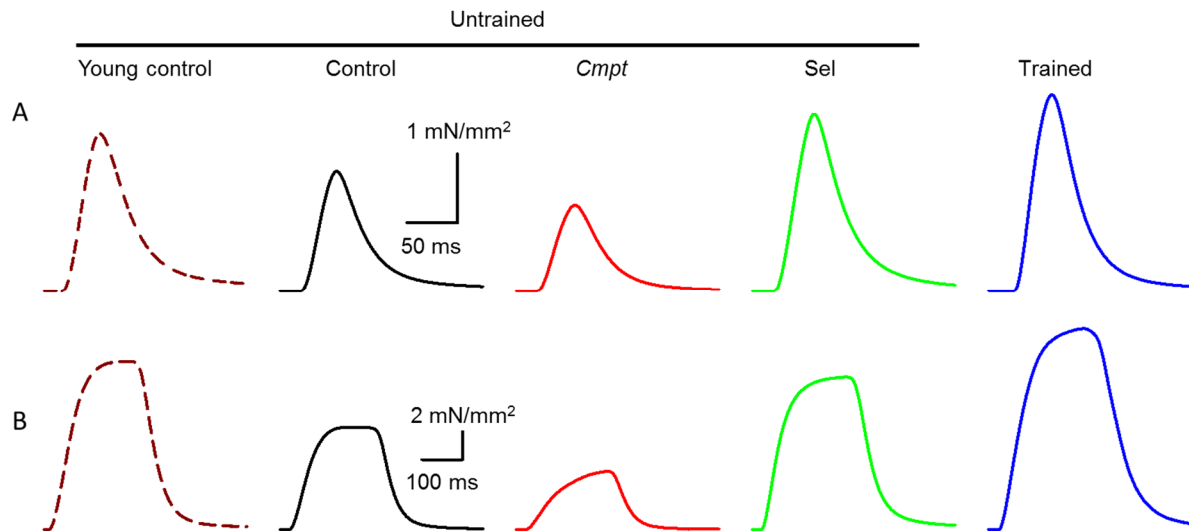 Untrained
Young control Control Cmpt Sel Trained
A
1 mN/mm²
50 ms
B
2 mN/mm²
100 ms